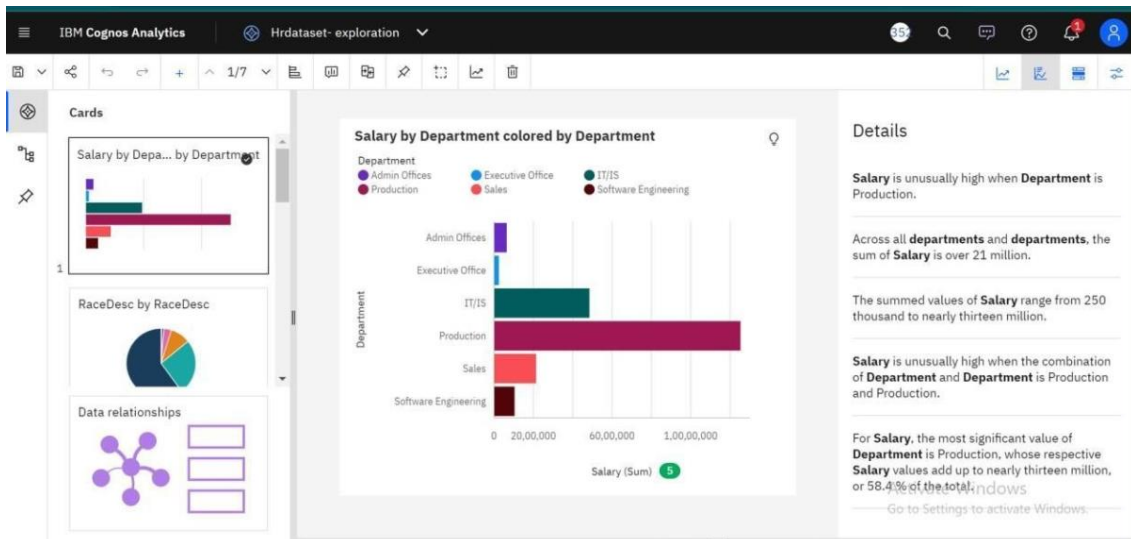 IBM Cognos Analytics
Hrdataset- exploration
352
1
1/7
Cards
Salary by Depa... by Department
1
RaceDesc by RaceDesc
Data relationships
Salary by Department colored by Department
Department
Admin Offices
Executive Office
IT/IS
Production
Sales
Software Engineering
Department
Admin Offices
Executive Office
IT/IS
Production
Sales
Software Engineering
0 20,00,000 60,00,000 1,00,00,000
Salary (Sum) 5
Details
Salary is unusually high when Department is
Production.
Across all departments and departments, the
sum of Salary is over 21 million.
The summed values of Salary range from 250
thousand to nearly thirteen million.
Salary is unusually high when the combination
of Department and Department is Production
and Production.
For Salary, the most significant value of
Department is Production, whose respective
Salary values add up to nearly thirteen million,
or 58.4 % of the total.
Activate Windows
Go to Settings to activate Windows.